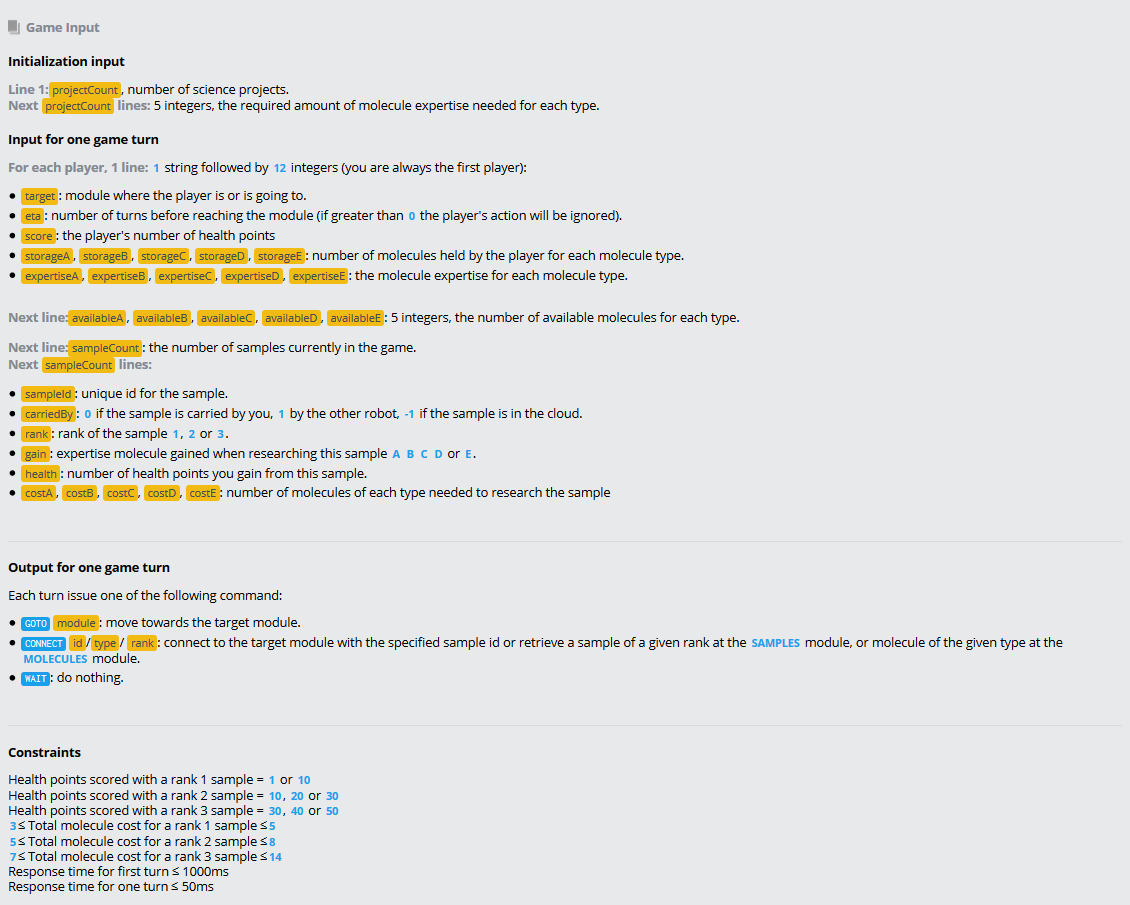 Game Input
Initialization input
Line 1: projectCount, number of science projects.
Next projectCount lines: 5 integers, the required amount of molecule expertise needed for each type.
Input for one game turn
For each player, 1 line: 1 string followed by 12 integers (you are always the first player):
● target: module where the player is or is going to.
● eta: number of turns before reaching the module (if greater than 0 the player's action will be ignored).
● score: the player's number of health points
● storageA, storageB, storageC, storageD, storageE: number of molecules held by the player for each molecule type.
● expertiseA, expertiseB, expertiseC, expertiseD, expertiseE: the molecule expertise for each molecule type.
Next line: availableA, availableB, availableC, availableD, availableE: 5 integers, the number of available molecules for each type.
Next line: sampleCount: the number of samples currently in the game.
Next sampleCount lines:
● sampleId: unique id for the sample.
● carriedBy: 0 if the sample is carried by you, 1 by the other robot, -1 if the sample is in the cloud.
● rank: rank of the sample 1, 2 or 3.
● gain: expertise molecule gained when researching this sample A B C D or E.
● health: number of health points you gain from this sample.
● costA, costB, costC, costD, costE: number of molecules of each type needed to research the sample
Output for one game turn
Each turn issue one of the following command:
● GOTO module: move towards the target module.
● CONNECT id/type/rank: connect to the target module with the specified sample id or retrieve a sample of a given rank at the SAMPLES module, or molecule of the given type at the
MOLECULES module.
● WAIT: do nothing.
Constraints
Health points scored with a rank 1 sample = 1 or 10
Health points scored with a rank 2 sample = 10, 20 or 30
Health points scored with a rank 3 sample = 30, 40 or 50
3≤ Total molecule cost for a rank 1 sample ≤5
5≤ Total molecule cost for a rank 2 sample ≤8
7≤ Total molecule cost for a rank 3 sample ≤14
Response time for first turn ≤ 1000ms
Response time for one turn ≤ 50ms